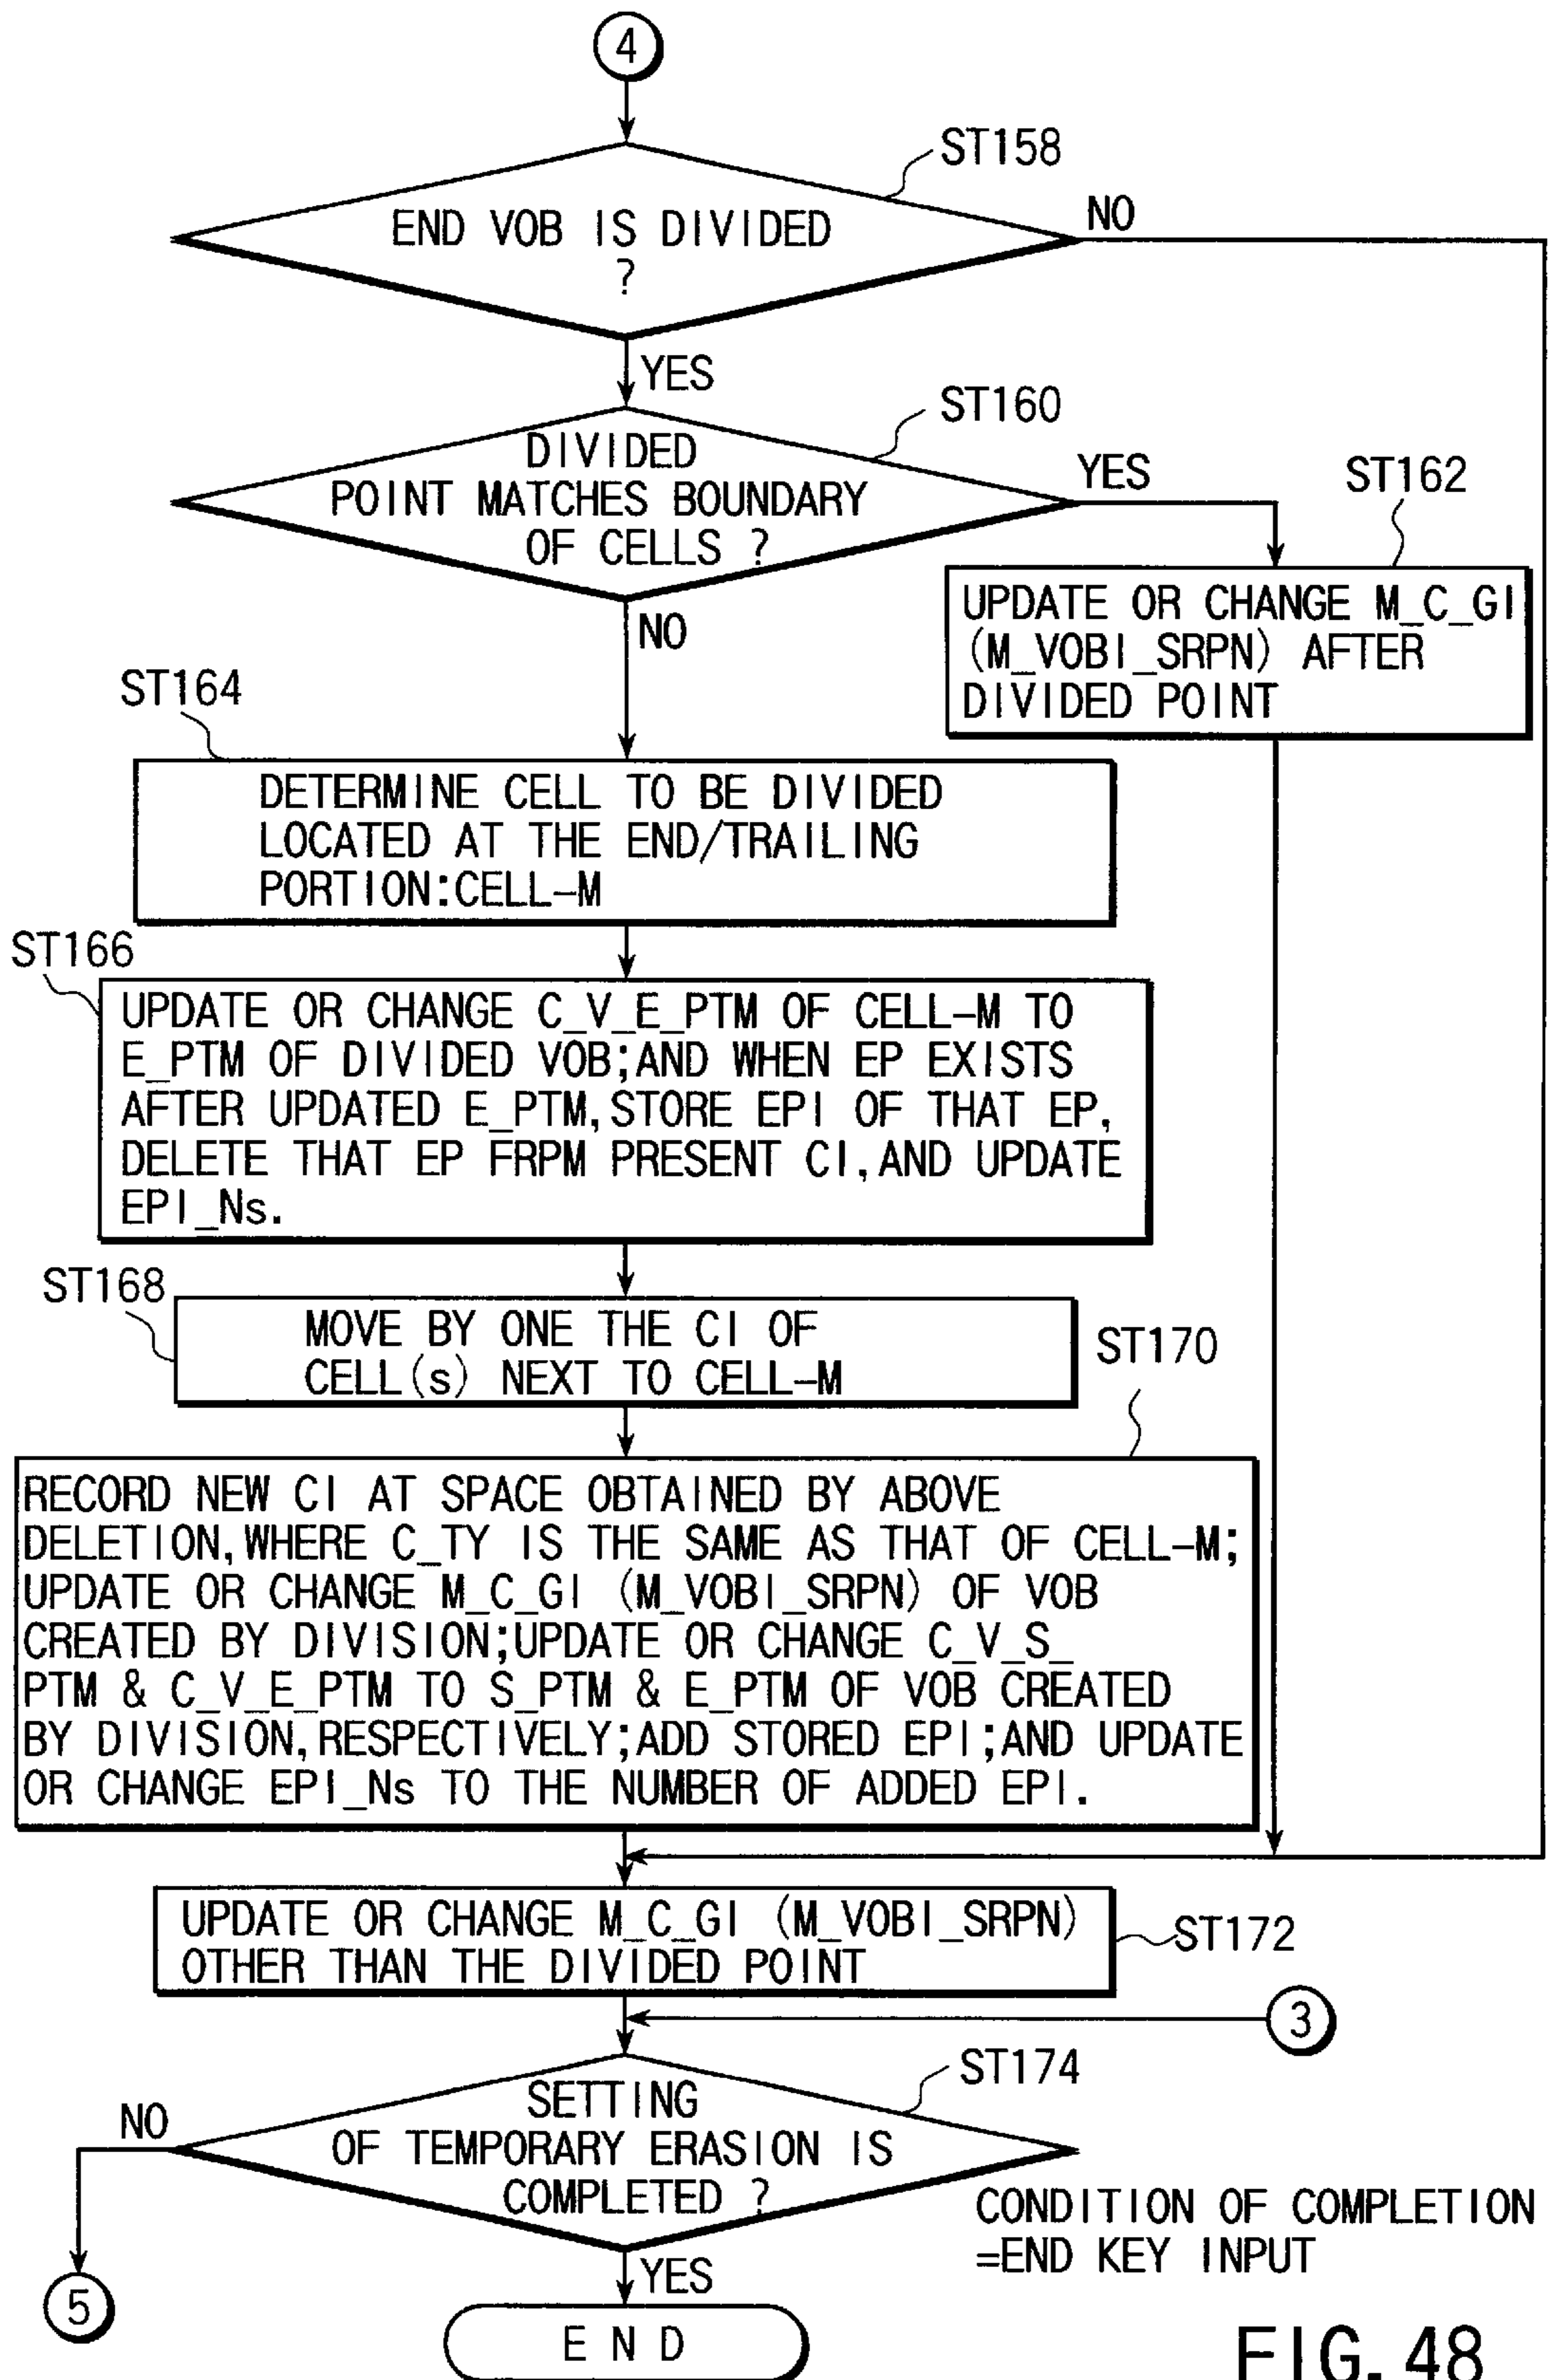 4
ST158
END VOB IS DIVIDED
?
NO
YES
ST160
DIVIDED
POINT MATCHES BOUNDARY
OF CELLS ?
YES
ST162
NO
UPDATE OR CHANGE M_C_GI
(M_VOBI_SRPN) AFTER
DIVIDED POINT
ST164
DETERMINE CELL TO BE DIVIDED
LOCATED AT THE END/TRAILING
PORTION:CELL-M
ST166
UPDATE OR CHANGE C_V_E_PTM OF CELL-M TO
E_PTM OF DIVIDED VOB;AND WHEN EP EXISTS
AFTER UPDATED E_PTM,STORE EPI OF THAT EP,
DELETE THAT EP FRPM PRESENT CI,AND UPDATE
EPI_Ns.
ST168
MOVE BY ONE THE CI OF
CELL(s) NEXT TO CELL-M
ST170
RECORD NEW CI AT SPACE OBTAINED BY ABOVE
DELETION,WHERE C_TY IS THE SAME AS THAT OF CELL-M;
UPDATE OR CHANGE M_C_GI (M_VOBI_SRPN) OF VOB
CREATED BY DIVISION;UPDATE OR CHANGE C_V_S_
PTM & C_V_E_PTM TO S_PTM & E_PTM OF VOB CREATED
BY DIVISION,RESPECTIVELY;ADD STORED EPI;AND UPDATE
OR CHANGE EPI_Ns TO THE NUMBER OF ADDED EPI.
UPDATE OR CHANGE M_C_GI (M_VOBI_SRPN)
OTHER THAN THE DIVIDED POINT
ST172
3
ST174
SETTING
OF TEMPORARY ERASION IS
COMPLETED ?
NO
CONDITION OF COMPLETION
=END KEY INPUT
YES
5
END
FIG. 48